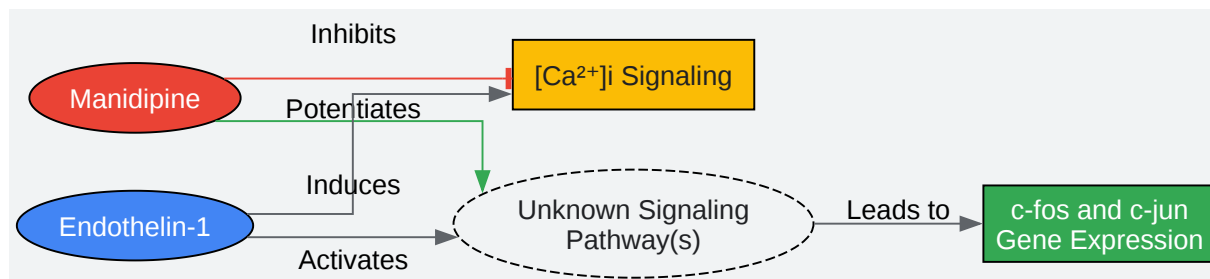 Inhibits
[Ca²⁺]i Signaling
Manidipine
Potentiates
Induces
Endothelin-1
Activates
Unknown Signaling
Pathway(s)
Leads to
c-fos and c-jun
Gene Expression